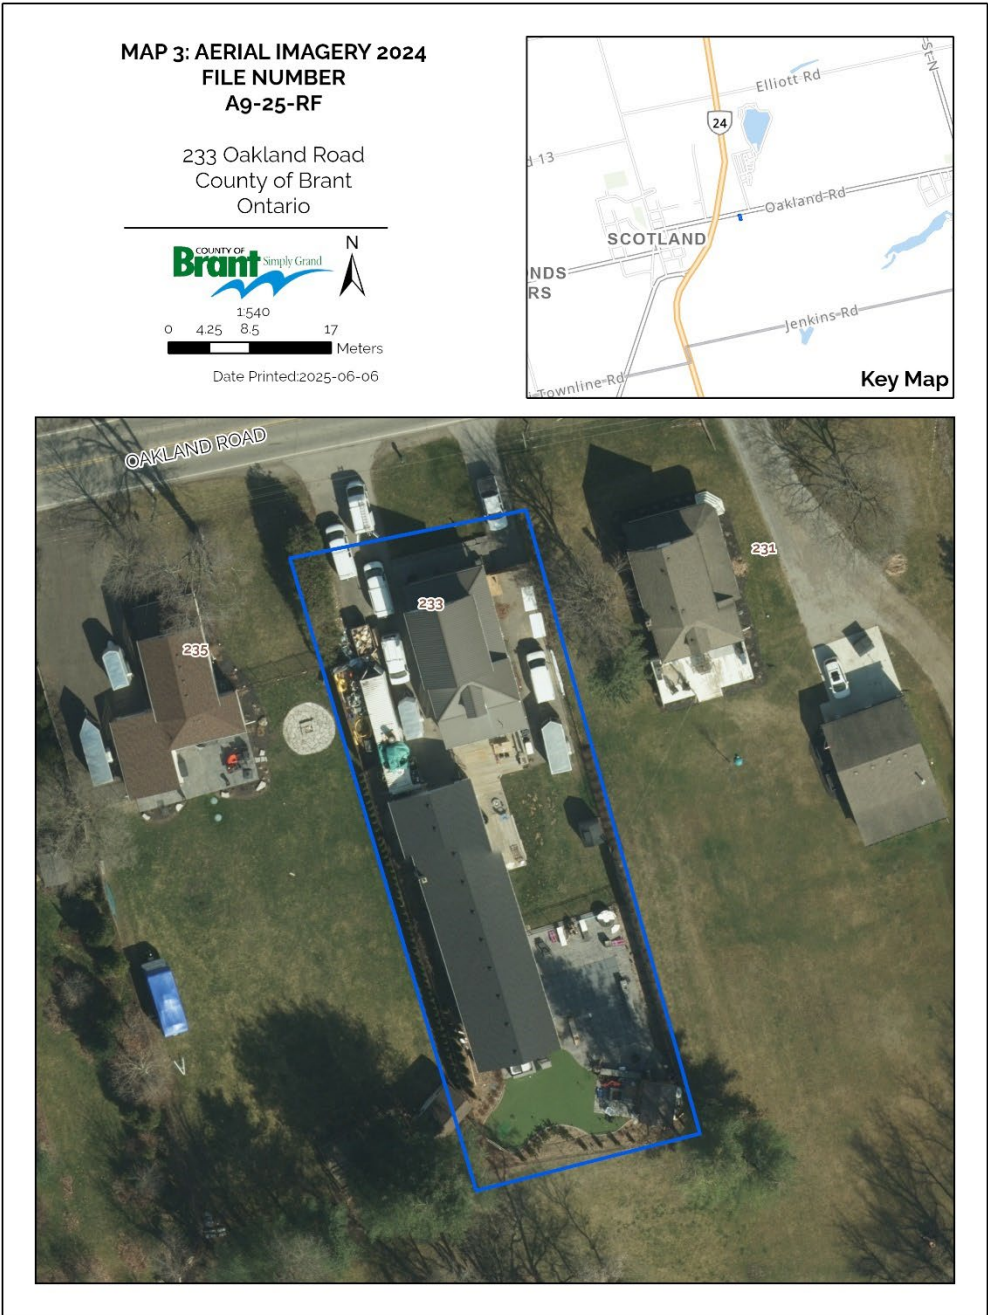 MAP 3: AERIAL IMAGERY 2024
FILE NUMBER
A9-25-RF
233 Oakland Road
County of Brant
Ontario
COUNTY OF
Brant Simply Grand
N
1:540
0 4.25 8.5 17
Meters
Date Printed:2025-06-06
Elliott Rd
St N
24
d 13
Oakland Rd
SCOTLAND
NDS
RS
Jenkins Rd
Townline Rd
Key Map
OAKLAND ROAD
231
233
235